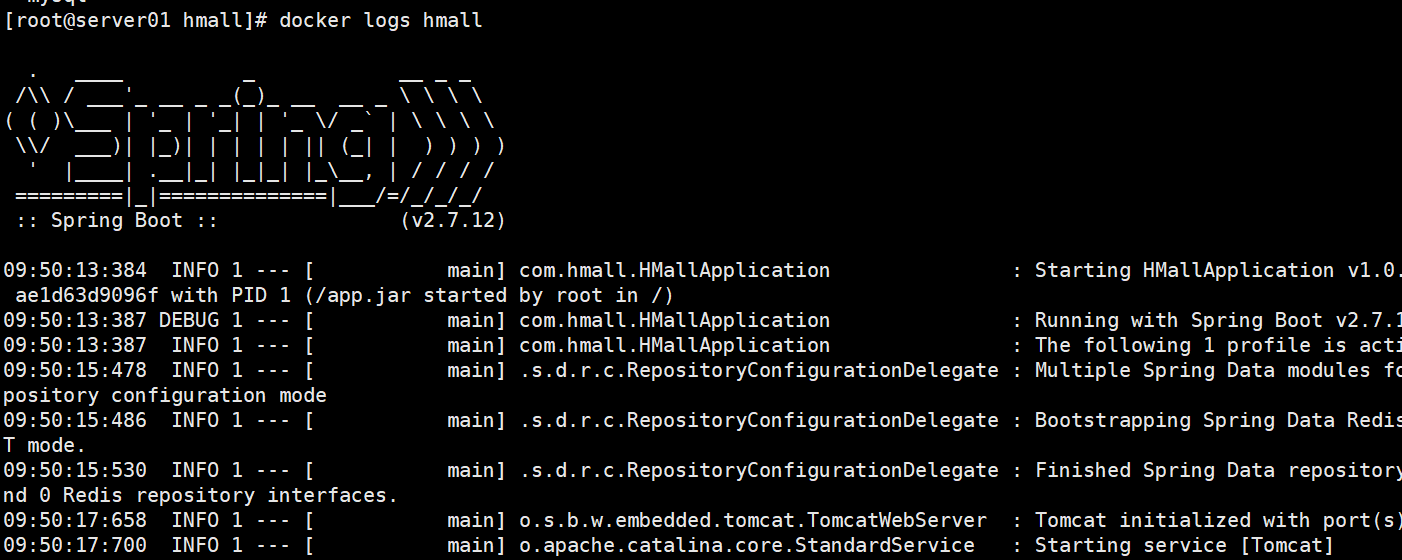 mysql
[root@server01 hmall]# docker logs hmall
  .   ____          _            __ _ _
 /\\ / ___'_ __ _ _(_)_ __  __ _ \ \ \ \
( ( )\___ | '_ | '_| | '_ \/ _` | \ \ \ \
 \\/  ___)| |_)| | | | | || (_| |  ) ) ) )
  '  |____| .__|_| |_|_| |_\__, | / / / /
 =========|_|==============|___/=/_/_/_/
 :: Spring Boot ::               (v2.7.12)
09:50:13:384  INFO 1 --- [           main] com.hmall.HMallApplication               : Starting HMallApplication v1.0.
 ae1d63d9096f with PID 1 (/app.jar started by root in /)
09:50:13:387 DEBUG 1 --- [           main] com.hmall.HMallApplication               : Running with Spring Boot v2.7.1
09:50:13:387  INFO 1 --- [           main] com.hmall.HMallApplication               : The following 1 profile is acti
09:50:15:478  INFO 1 --- [           main] .s.d.r.c.RepositoryConfigurationDelegate : Multiple Spring Data modules fo
pository configuration mode
09:50:15:486  INFO 1 --- [           main] .s.d.r.c.RepositoryConfigurationDelegate : Bootstrapping Spring Data Redis
T mode.
09:50:15:530  INFO 1 --- [           main] .s.d.r.c.RepositoryConfigurationDelegate : Finished Spring Data repository
nd 0 Redis repository interfaces.
09:50:17:658  INFO 1 --- [           main] o.s.b.w.embedded.tomcat.TomcatWebServer  : Tomcat initialized with port(s)
09:50:17:700  INFO 1 --- [           main] o.apache.catalina.core.StandardService   : Starting service [Tomcat]